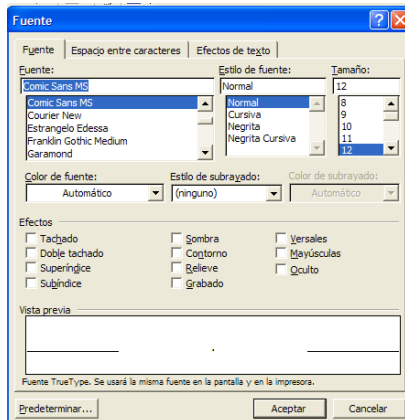 Fuente
Fuente Espacio entre caracteres Efectos de texto
Fuente: Estilo de fuente: Tamaño:
Comic Sans MS Normal 12
Comic Sans MS Normal 8
Courier New Cursiva 9
Estrangelo Edessa Negrita 10
Franklin Gothic Medium Negrita Cursiva 11
Garamond 12
Color de fuente: Estilo de subrayado: Color de subrayado:
Automático (ninguno) Automático
Efectos
Tachado Sombra Versales
Doble tachado Contorno Mayúsculas
Superíndice Relieve Oculto
Subíndice Grabado
Vista previa
Fuente TrueType. Se usará la misma fuente en la pantalla y en la impresora.
Predeterminar... Aceptar Cancelar